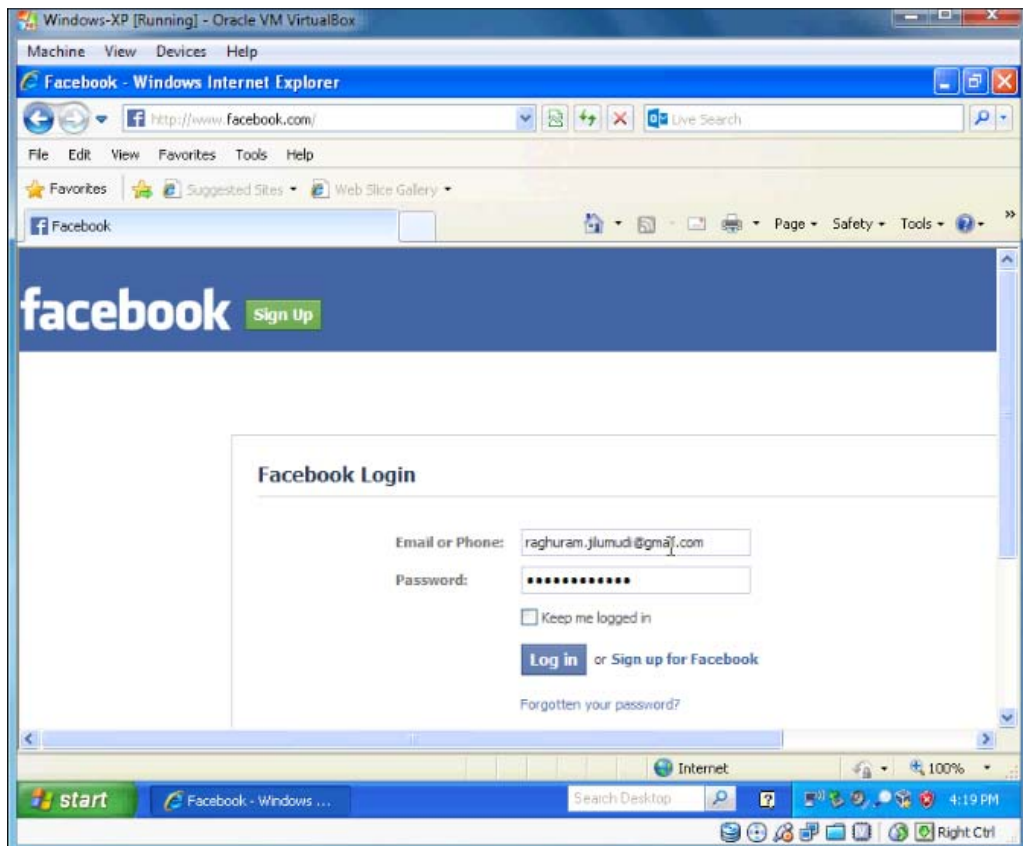 Windows-XP [Running] - Oracle VM VirtualBox
Machine View Devices Help
Facebook - Windows Internet Explorer
http://www.facebook.com/ Live Search
File Edit View Favorites Tools Help
Favorites Suggested Sites Web Slice Gallery
Facebook Page Safety Tools »
facebook Sign Up
Facebook Login
Email or Phone: raghuram.jilumudi@gmail.com
Password: ••••••••••••
Keep me logged in
Log in or Sign up for Facebook
Forgotten your password?
Internet 100%
start Facebook - Windows ... Search Desktop 4:19 PM
Right Ctrl